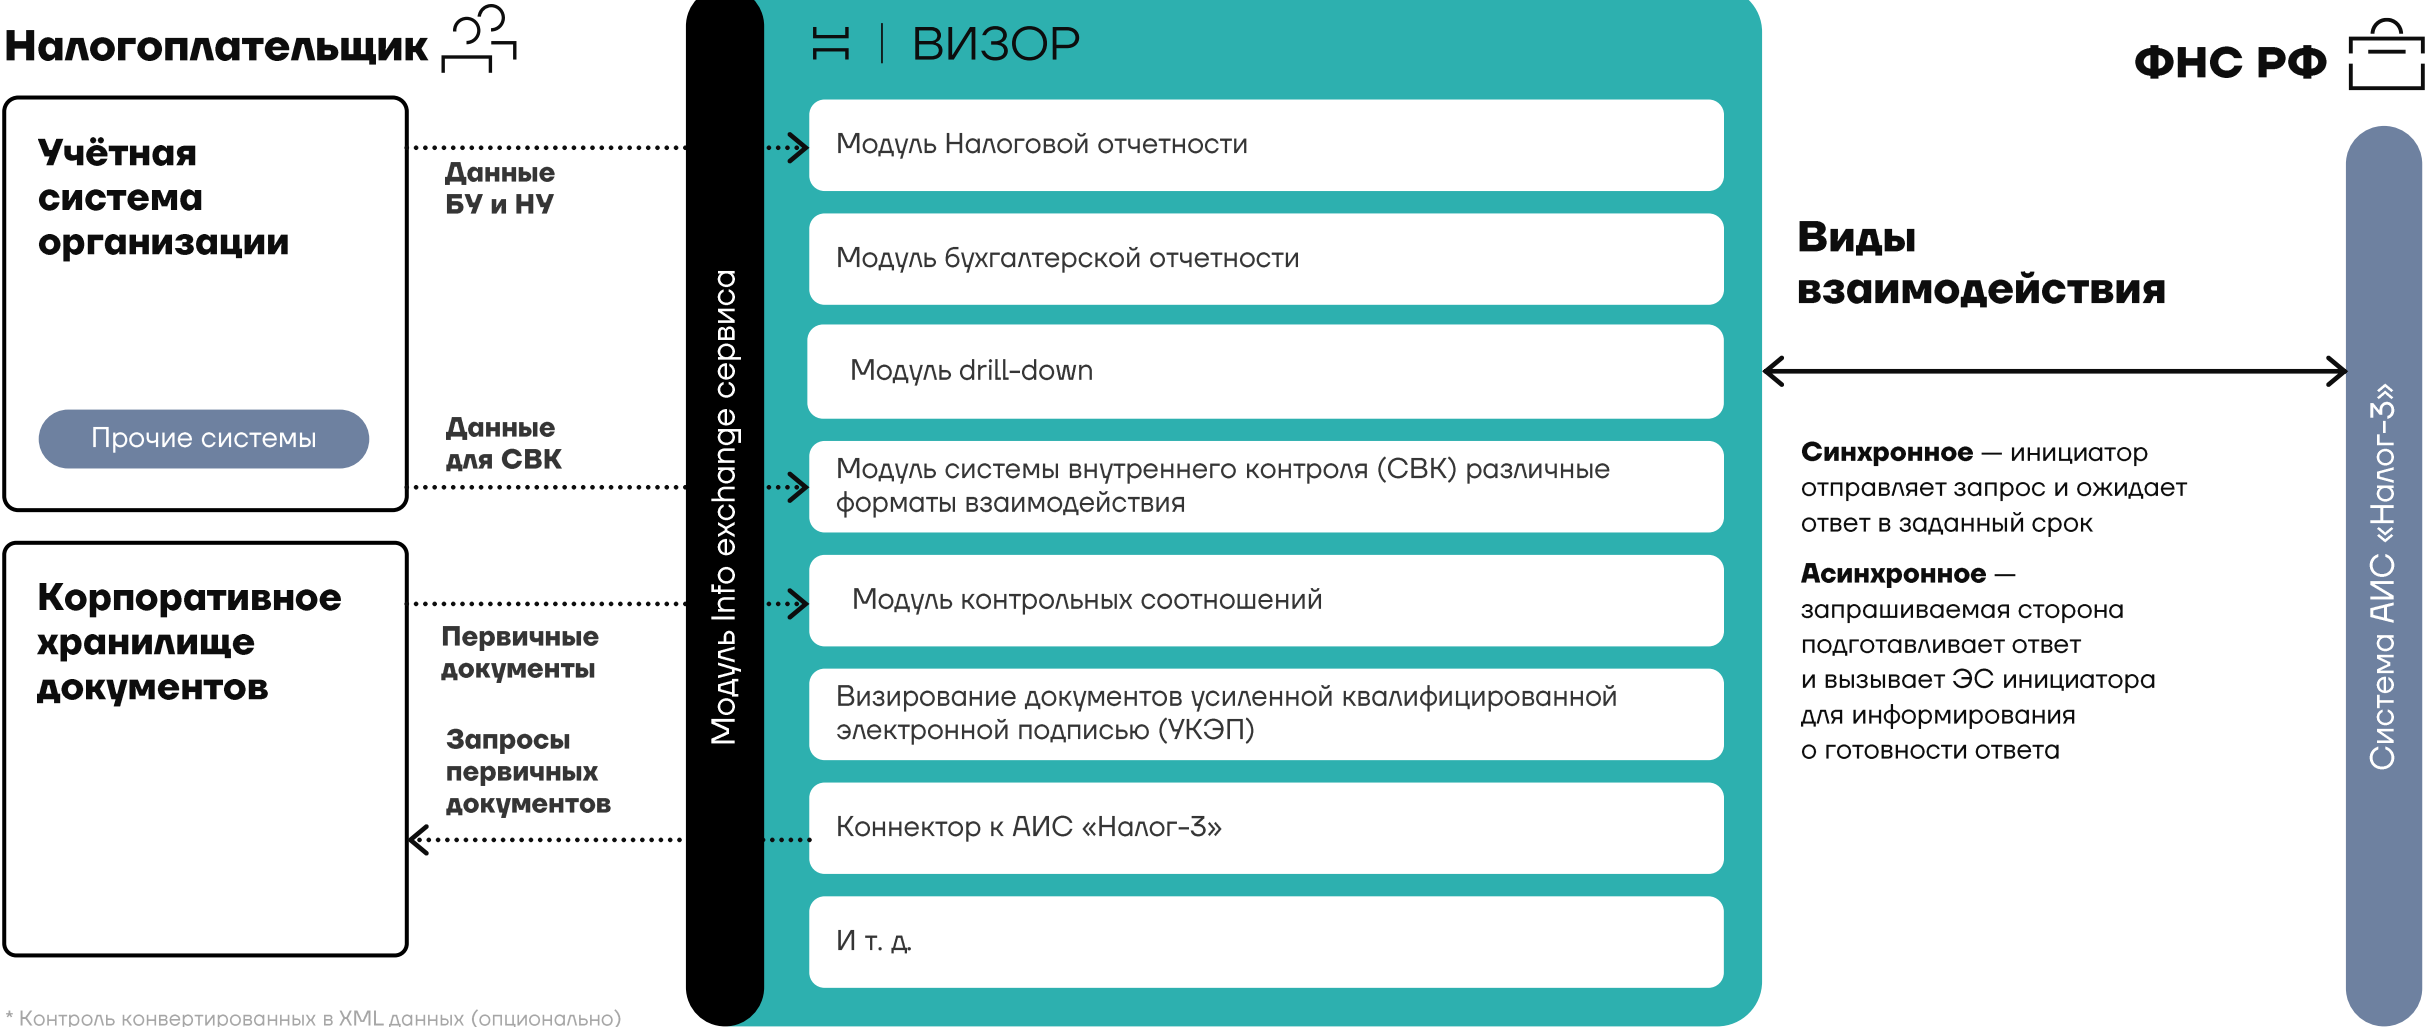 Налогоплательщик
Учётная
система
организации
Прочие системы
Корпоративное
хранилище
документов
* Контроль конвертированных в XML данных (опционально)
Данные
БУ и НУ
Данные
для СВК
Первичные
документы
Запросы
первичных
документов
Модуль Info exchange сервиса
ВИЗОР
Модуль Налоговой отчетности
Модуль бухгалтерской отчетности
Модуль drill-down
Модуль системы внутреннего контроля (СВК) различные
форматы взаимодействия
Модуль контрольных соотношений
Визирование документов усиленной квалифицированной
электронной подписью (УКЭП)
Коннектор к АИС «Налог-3»
И т. д.
ФНС РФ
Виды
взаимодействия
Синхронное — инициатор
отправляет запрос и ожидает
ответ в заданный срок
Асинхронное —
запрашиваемая сторона
подготавливает ответ
и вызывает ЭС инициатора
для информирования
о готовности ответа
Система АИС «Налог-3»